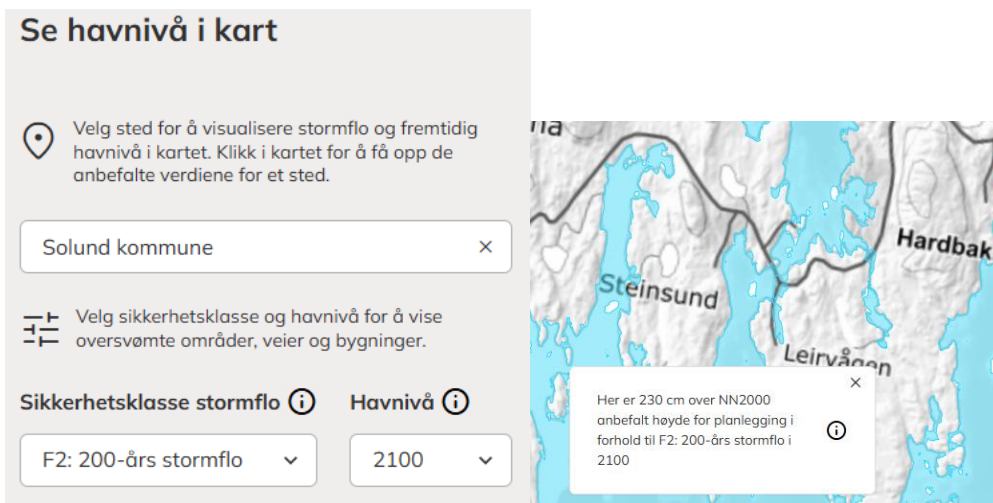 Se havnivå i kart
Velg sted for å visualisere stormflo og fremtidig
havnivå i kartet. Klikk i kartet for å få opp de
anbefalte verdiene for et sted.
Solund kommune
Velg sikkerhetsklasse og havnivå for å vise
oversvømte områder, veier og bygninger.
Sikkerhetsklasse stormflo
Havnivå
F2: 200-års stormflo
2100
Hardbak
Steinsund
Leirvågen
Her er 230 cm over NN2000
anbefalt høyde for planlegging i
forhold til F2: 200-års stormflo i
2100